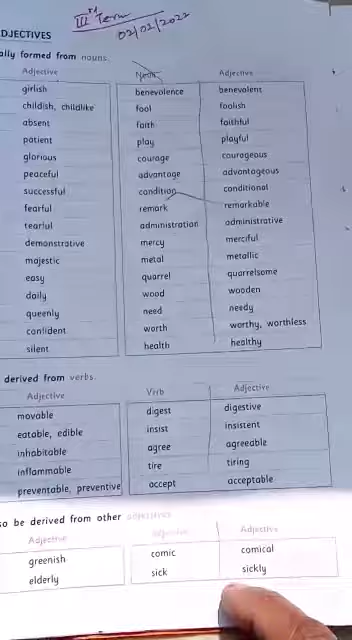 IIIrd Term
02/02/2022
DJECTIVES
ally formed from nouns.
Adjective Noun Adjective
girlish benevolence benevolent
childish, childlike fool foolish
absent faith faithful
patient play playful
glorious courage courageous
peaceful advantage advantageous
successful condition conditional
fearful remark remarkable
tearful administration administrative
demonstrative mercy merciful
majestic metal metallic
easy quarrel quarrelsome
daily wood wooden
queenly need needy
confident worth worthy, worthless
silent health healthy
derived from verbs.
Adjective Verb Adjective
movable digest digestive
eatable, edible insist insistent
inhabitable agree agreeable
inflammable tire tiring
preventable, preventive accept acceptable
so be derived from other adjectives
Adjective Adjective Adjective
greenish comic comical
elderly sick sickly